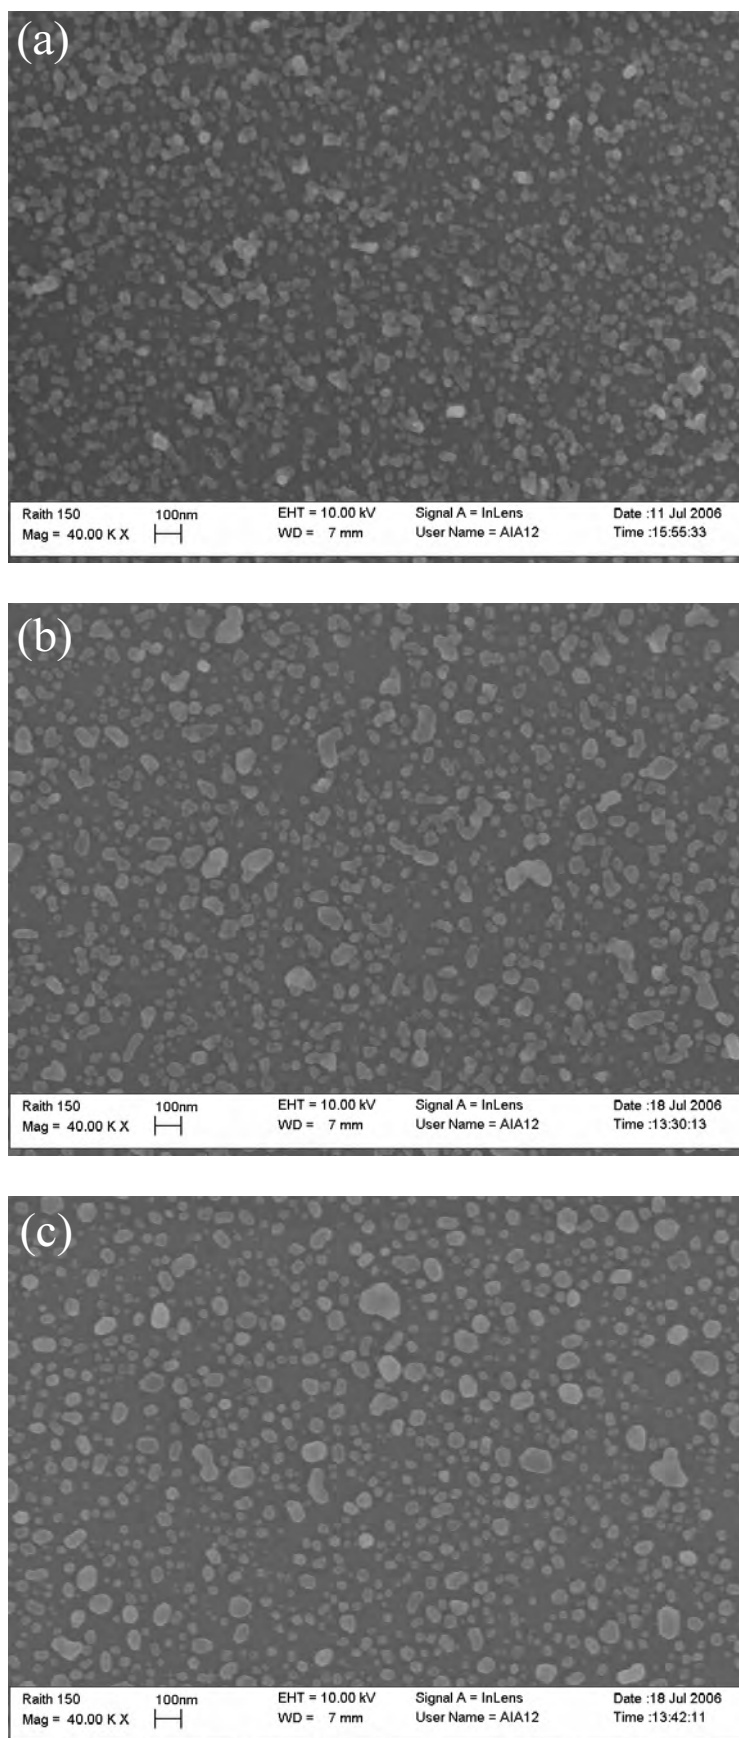 (a)
Raith 150 100nm EHT = 10.00 kV Signal A = InLens Date :11 Jul 2006
Mag = 40.00 K X WD = 7 mm User Name = AIA12 Time :15:55:33
(b)
Raith 150 100nm EHT = 10.00 kV Signal A = InLens Date :18 Jul 2006
Mag = 40.00 K X WD = 7 mm User Name = AIA12 Time :13:30:13
(c)
Raith 150 100nm EHT = 10.00 kV Signal A = InLens Date :18 Jul 2006
Mag = 40.00 K X WD = 7 mm User Name = AIA12 Time :13:42:11